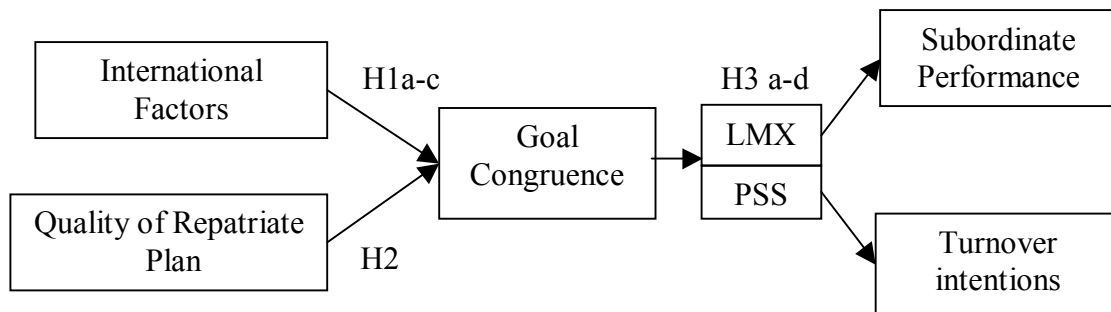 International
Factors
H1a-c
Quality of Repatriate
Plan
H2
Goal
Congruence
H3 a-d
LMX
PSS
Subordinate
Performance
Turnover
intentions